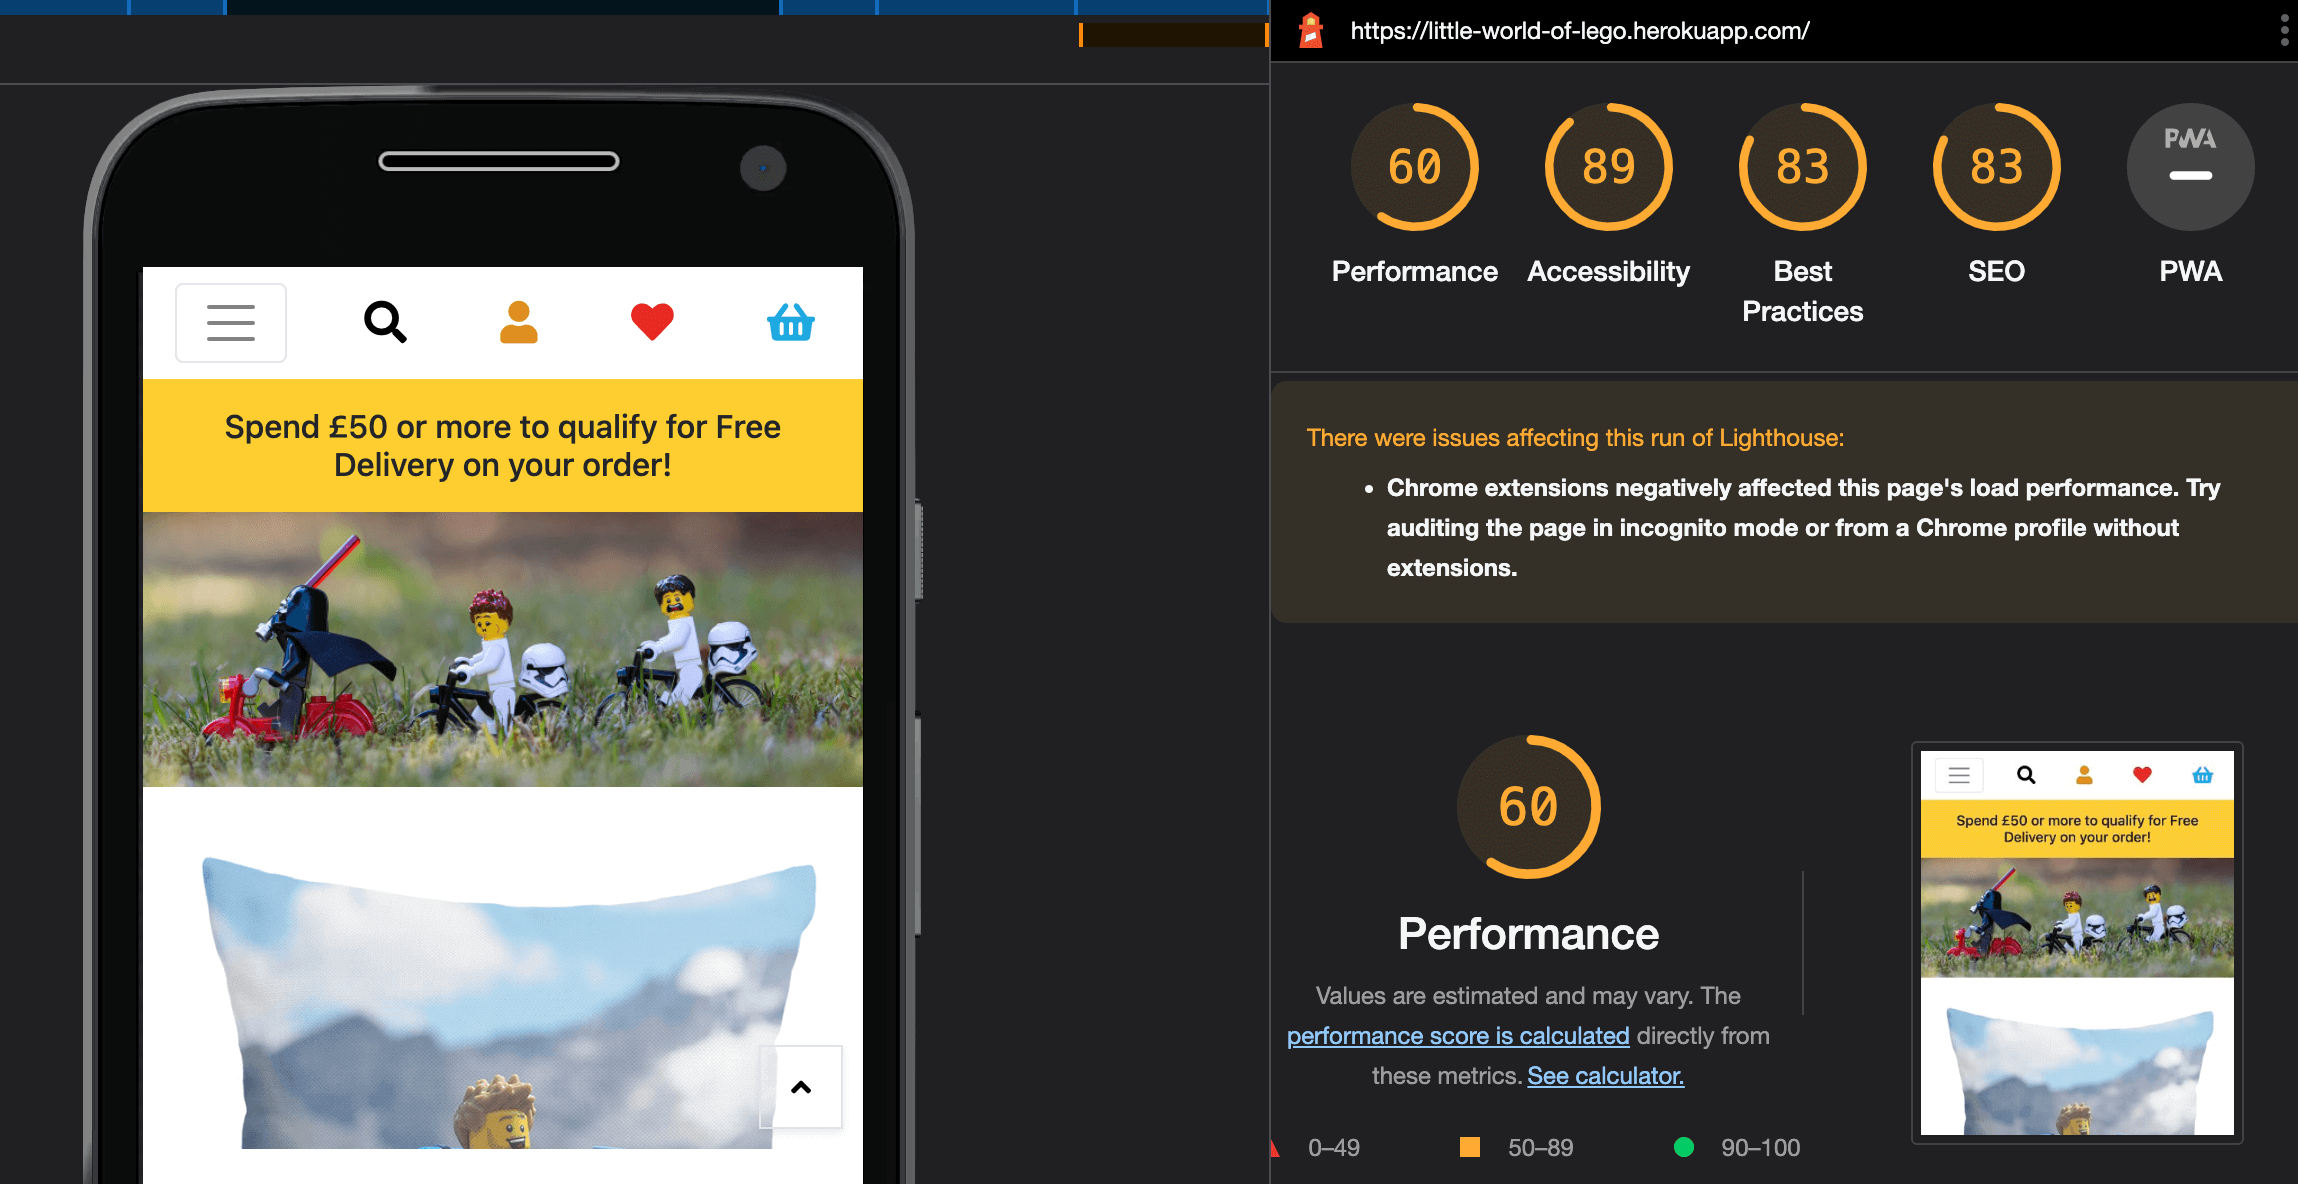 https://little-world-of-lego.herokuapp.com/
60
89
83
83
PWA
Performance
Accessibility
Best
Practices
SEO
PWA
Spend £50 or more to qualify for Free
Delivery on your order!
There were issues affecting this run of Lighthouse:
• Chrome extensions negatively affected this page's load performance. Try
auditing the page in incognito mode or from a Chrome profile without
extensions.
60
Performance
Values are estimated and may vary. The
performance score is calculated directly from
these metrics. See calculator.
0–49
50–89
90–100
Spend £50 or more to qualify for Free
Delivery on your order!